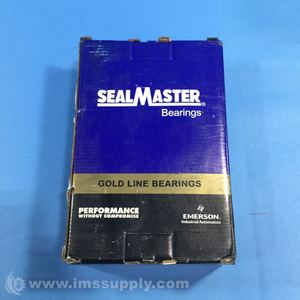 SEALMASTER®
Bearings
GOLD LINE BEARINGS
PERFORMANCE
WITHOUT COMPROMISE
EMERSON
Industrial Automation
© www.imssupply.com